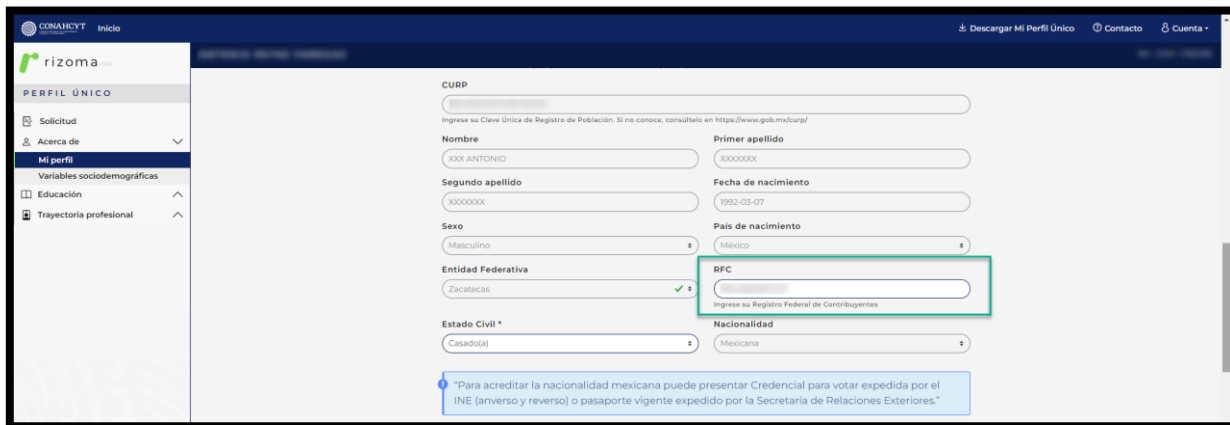 CONAHCYT Inicio
Descargar Mi Perfil Único Contacto Cuenta
rizoma
PERFIL ÚNICO
Solicitud
Acerca de
Mi perfil
Variables sociodemográficas
Educación
Trayectoria profesional
CURP
Ingrese su Clave Única de Registro de Población. Si no conoce, consúltalo en https://www.gob.mx/curp/
Nombre Primer apellido
XXX ANTONIO XXXXXXX
Segundo apellido Fecha de nacimiento
XXXXXXX 1992-03-07
Sexo País de nacimiento
Masculino México
Entidad Federativa RFC
Zacatecas
Ingrese su Registro Federal de Contribuyentes
Estado Civil * Nacionalidad
Casado(a) Mexicana
"Para acreditar la nacionalidad mexicana puede presentar Credencial para votar expedida por el
INE (anverso y reverso) o pasaporte vigente expedido por la Secretaría de Relaciones Exteriores."